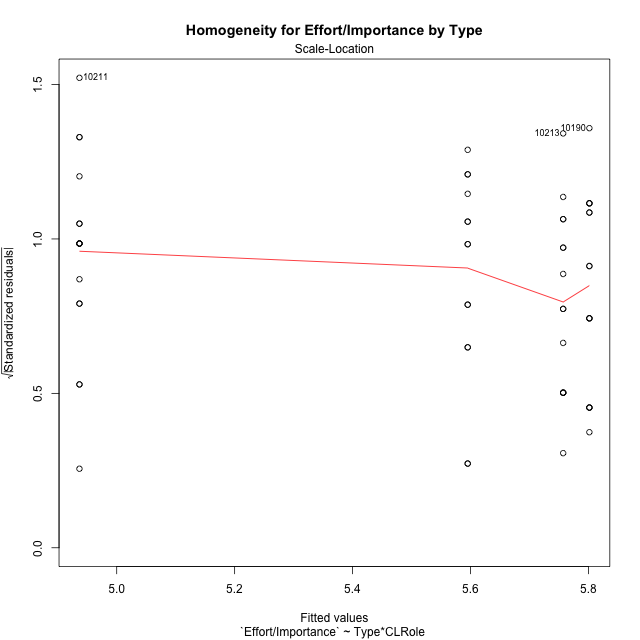 Homogeneity for Effort/Importance by Type
Scale-Location
10211
10190
10213
1.5
1.0
0.5
0.0
√|Standardized residuals|
5.0 5.2 5.4 5.6 5.8
Fitted values
`Effort/Importance` ~ Type*CLRole